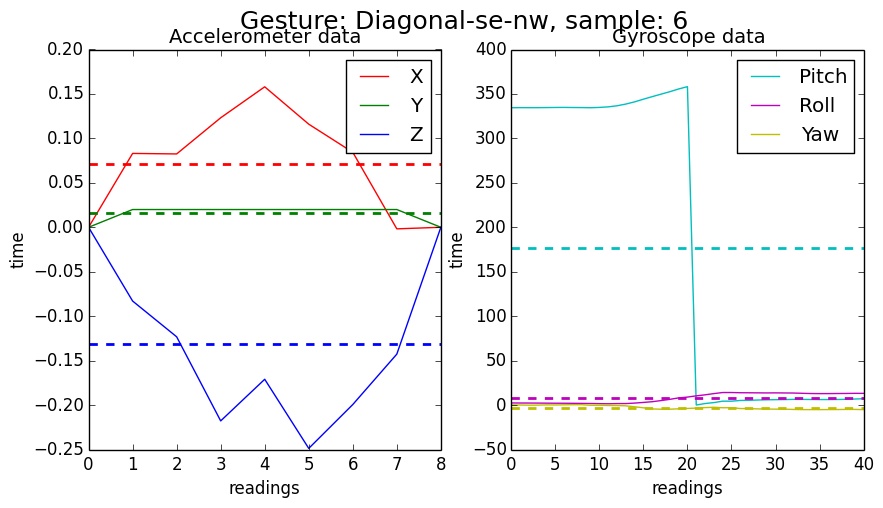 Gesture: Diagonal-se-nw, sample: 6
Accelerometer data
0.20
0.15
0.10
0.05
0.00
−0.05
−0.10
−0.15
−0.20
−0.25
time
0 1 2 3 4 5 6 7 8
readings
X
Y
Z
Gyroscope data
400
350
300
250
200
150
100
50
0
−50
time
0 5 10 15 20 25 30 35 40
readings
Pitch
Roll
Yaw